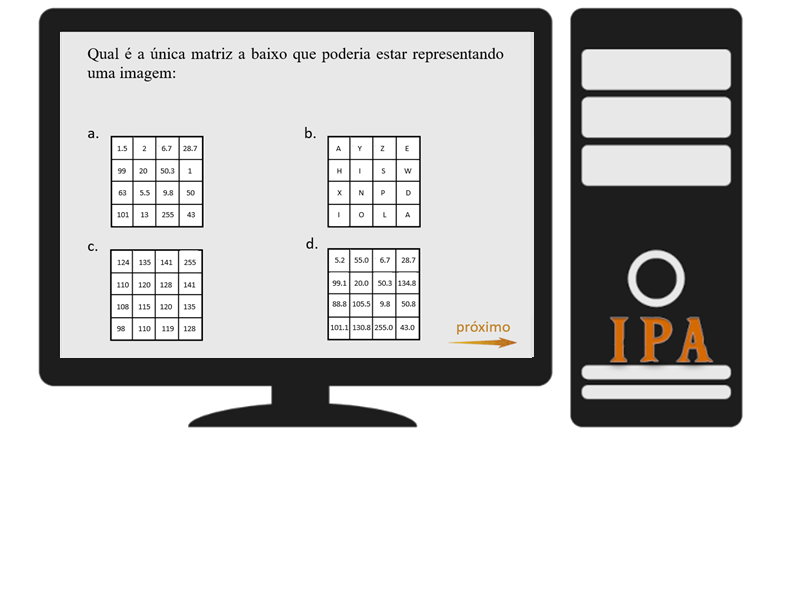 Qual é a única matriz a baixo que poderia estar representando
uma imagem:
a.
1.5 2 6.7 28.7
99 20 50.3 1
63 5.5 9.8 50
101 13 255 43
b.
A Y Z E
H I S W
X N P D
I O L A
c.
124 135 141 255
110 120 128 141
108 115 120 135
98 110 119 128
d.
5.2 55.0 6.7 28.7
99.1 20.0 50.3 134.8
88.8 105.5 9.8 50.8
101.1 130.8 255.0 43.0
próximo
IPA